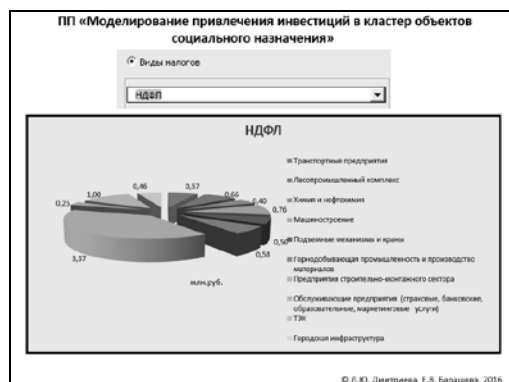 ПП «Моделирование привлечения инвестиций в кластер объектов
социального назначения»
Виды налогов
НДФЛ
НДФЛ
0,46
0,57
1,00
0,66
0,25
0,40
0,76
0,58
3,37
млн.руб.
Транспортные предприятия
Лесопромышленный комплекс
Химия и нефтехимия
Машиностроение
Подъемные механизмы и краны
Горнодобывающая промышленность и производство
материалов
Предприятия строительно-монтажного сектора
Обслуживающие предприятия (страховые, банковские,
образовательные, маркетинговые услуги)
ТЭК
Городская инфраструктура
© Л.Ю. Дмитриева, Е.В. Барашева, 2016